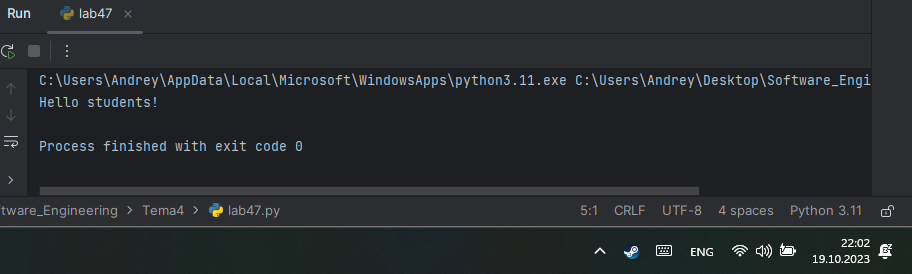 Run lab47
C:\Users\Andrey\AppData\Local\Microsoft\WindowsApps\python3.11.exe C:\Users\Andrey\Desktop\Software_Engi
Hello students!
Process finished with exit code 0
tware_Engineering > Tema4 > lab47.py 5:1 CRLF UTF-8 4 spaces Python 3.11
ENG 22:02
19.10.2023